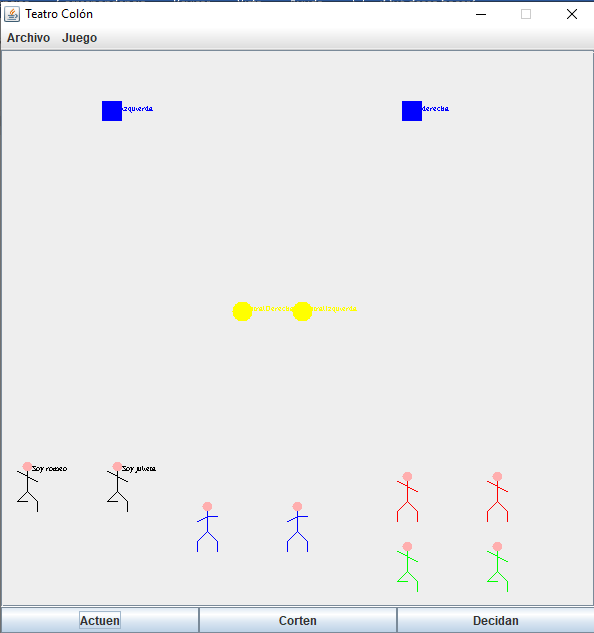 Teatro Colón
Archivo Juego
izquierda
derecha
Soy romeo
Soy julieta
Actuen
Corten
Decidan